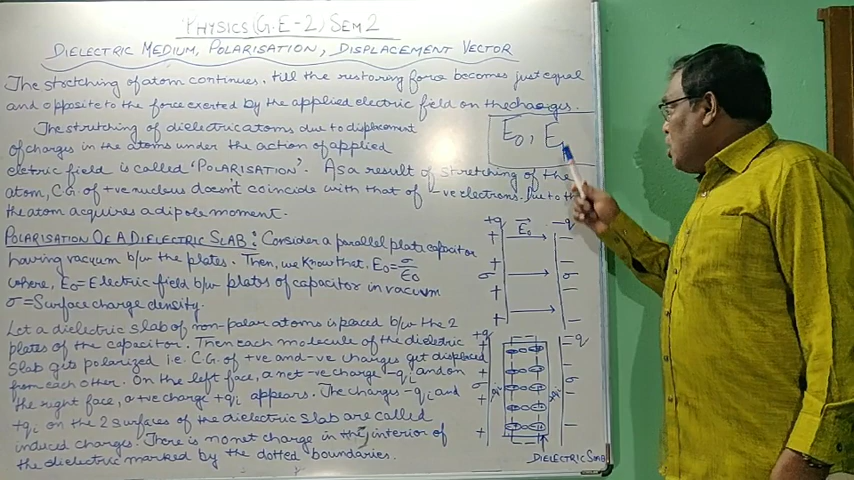 PHYSICS (G.E-2) SEM 2
DIELECTRIC MEDIUM, POLARISATION, DISPLACEMENT VECTOR
The stretching of atom continues. till the restoring force becomes just equal
and opposite to the force exerted by the applied electric field on the charges.
The stretching of dielectric atoms due to displacement
of charges in the atoms under the action of applied
electric field is called 'POLARISATION'. As a result of stretching of the
atom, C.G. of +ve nucleus doesn't coincide with that of -ve electrons. Due to th
the atom acquires a dipole moment.
E₀, E
POLARISATION OF A DIELECTRIC SLAB: Consider a parallel plate capacitor
having vacuum b/w the plates. Then, we know that, E₀ = σ/ε₀
where, E₀ = Electric field b/w plates of capacitor in vacuum
σ = Surface charge density.
Let a dielectric slab of non-polar atoms is placed b/w the 2
plates of the capacitor. Then each molecule of the dieletric
slab gets polarized i.e. C.G. of +ve and -ve charges get displaced
from each other. On the left face, a net -ve charge -qᵢ and on
the right face, a +ve charge +qᵢ appears. The charges -qᵢ and
+qᵢ on the 2 surfaces of the dielectric slab are called
induced charges. There is no net charge in the interior of
the dielectric marked by the dotted boundaries.
+q E₀ -q
σ σ
+q -q
σ σ
DIELECTRIC SLAB